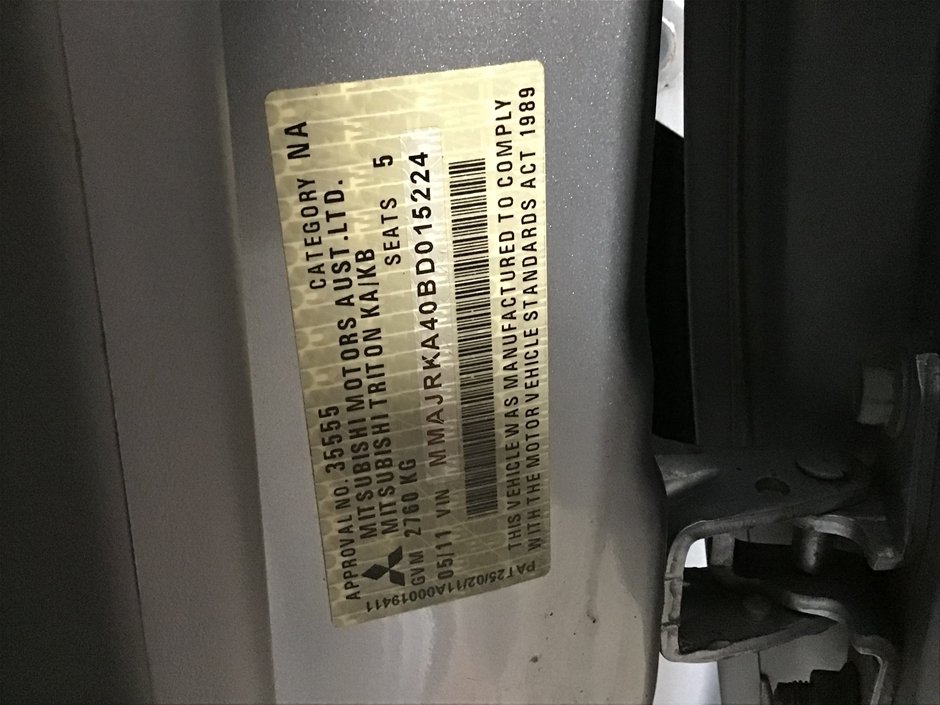 APPROVAL NO. 35555 CATEGORY NA
MITSUBISHI MOTORS AUST.LTD.
MITSUBISHI TRITON KA/KB
GVM 2760 KG SEATS 5
05/11 VIN MMAJRKA40BD015224
THIS VEHICLE WAS MANUFACTURED TO COMPLY
WITH THE MOTOR VEHICLE STANDARDS ACT 1989
PAT25/02/11A00019411